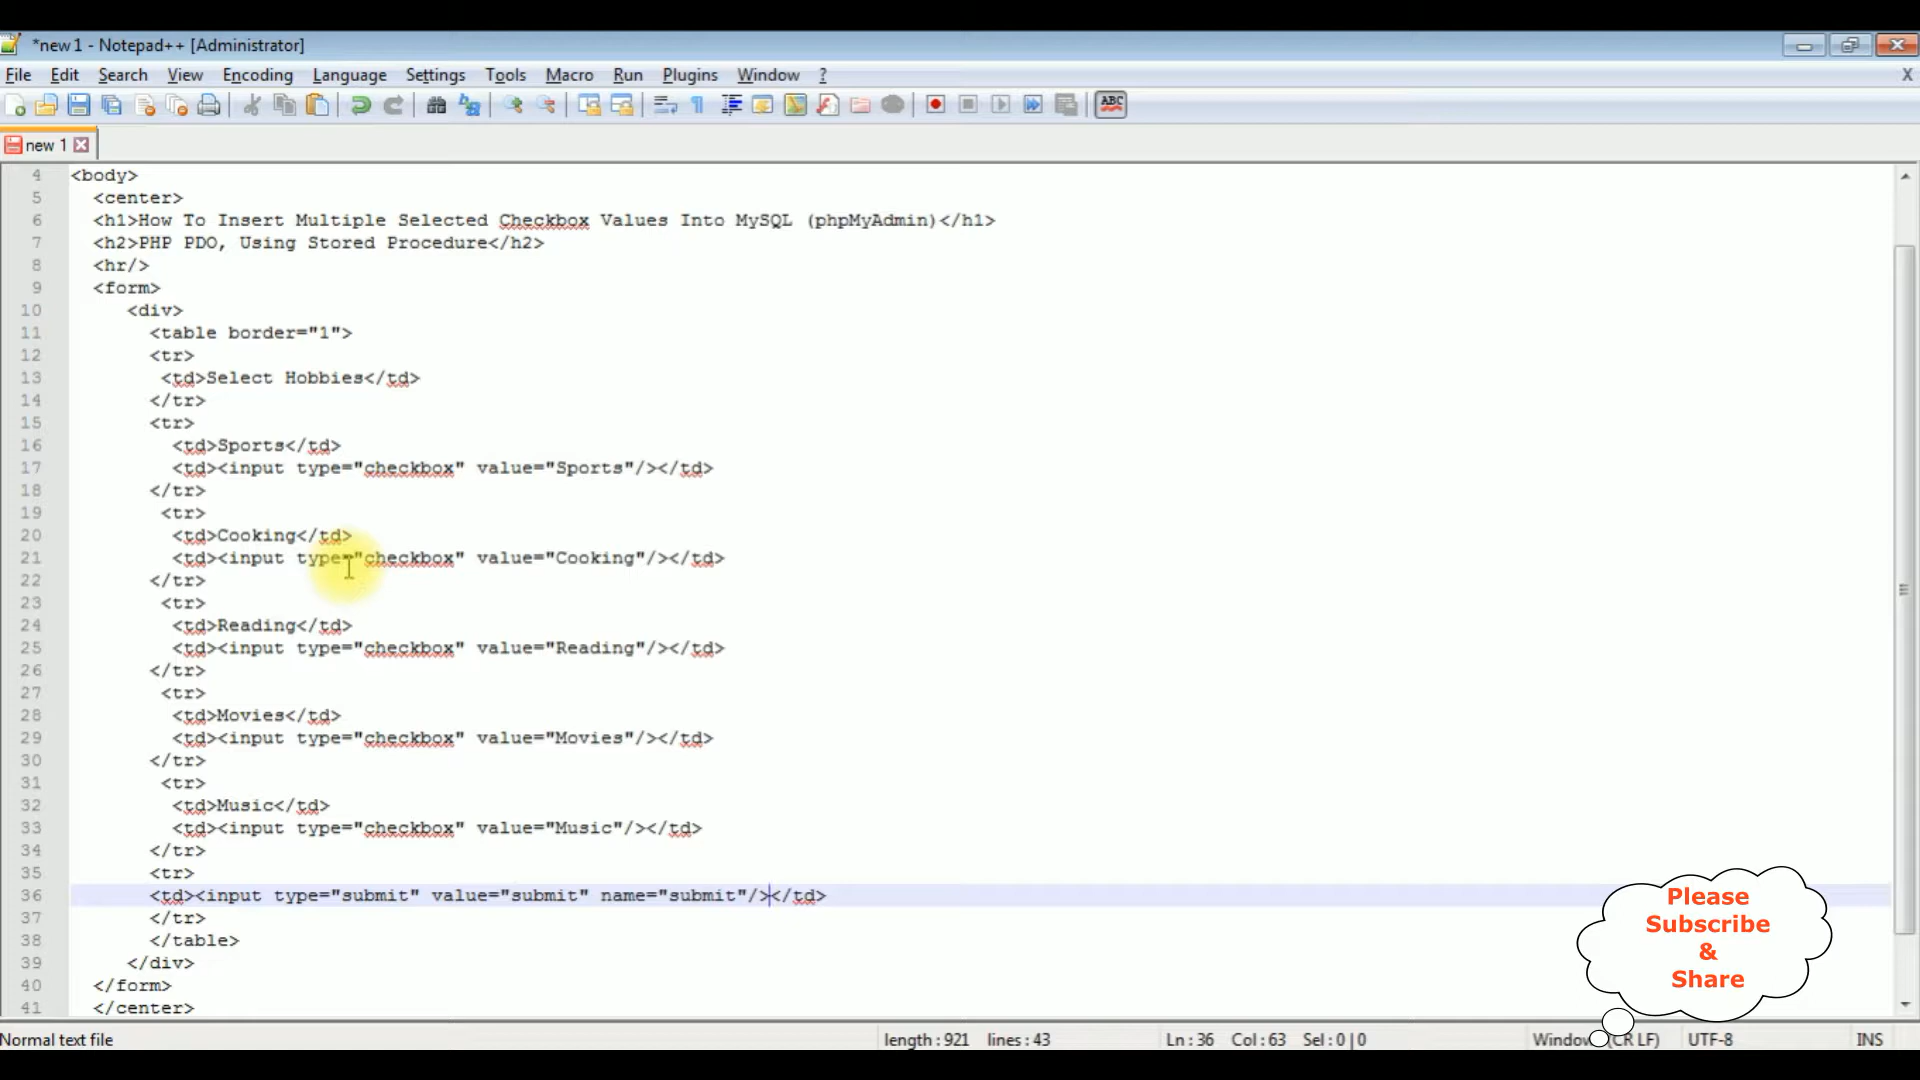 *new 1 - Notepad++ [Administrator]
File Edit Search View Encoding Language Settings Tools Macro Run Plugins Window ? X
ABC
new 1
4 <body>
5 <center>
6 <h1>How To Insert Multiple Selected Checkbox Values Into MySQL (phpMyAdmin)</h1>
7 <h2>PHP PDO, Using Stored Procedure</h2>
8 <hr/>
9 <form>
10 <div>
11 <table border="1">
12 <tr>
13 <td>Select Hobbies</td>
14 </tr>
15 <tr>
16 <td>Sports</td>
17 <td><input type="checkbox" value="Sports"/></td>
18 </tr>
19 <tr>
20 <td>Cooking</td>
21 <td><input type="checkbox" value="Cooking"/></td>
22 </tr>
23 <tr>
24 <td>Reading</td>
25 <td><input type="checkbox" value="Reading"/></td>
26 </tr>
27 <tr>
28 <td>Movies</td>
29 <td><input type="checkbox" value="Movies"/></td>
30 </tr>
31 <tr>
32 <td>Music</td>
33 <td><input type="checkbox" value="Music"/></td>
34 </tr>
35 <tr>
36 <td><input type="submit" value="submit" name="submit"/></td>
37 </tr>
38 </table>
39 </div>
40 </form>
41 </center>
Please
Subscribe
&
Share
Normal text file length : 921 lines : 43 Ln : 36 Col : 63 Sel : 0 | 0 Window (CR LF) UTF-8 INS